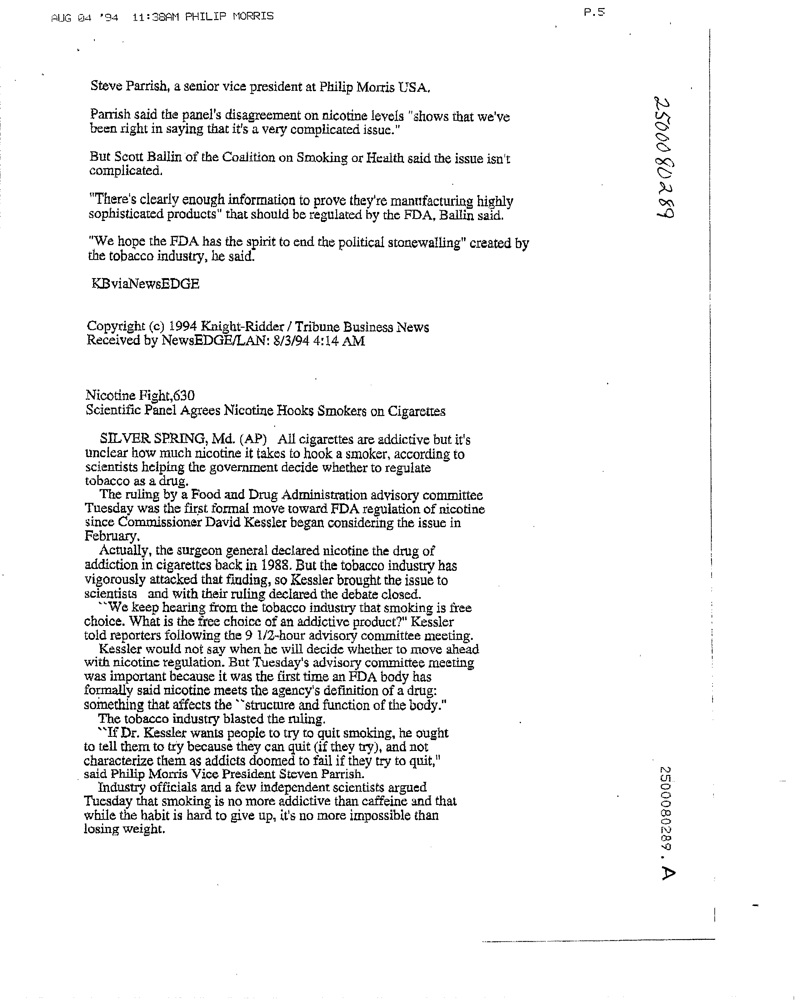 AUG 04 '94 11:38AM PHILIP MORRIS
P.5
Steve Parrish, a senior vice president at Philip Morris USA.
Parrish said the panel's disagreement on nicotine levels "shows that we've
been right in saying that it's a very complicated issue."
But Scott Ballin of the Coalition on Smoking or Health said the issue isn't
complicated.
"There's clearly enough information to prove they're manufacturing highly
sophisticated products" that should be regulated by the FDA, Ballin said.
"We hope the FDA has the spirit to end the political stonewalling" created by
the tobacco industry, he said.
KBviaNewsEDGE
Copyright (c) 1994 Knight-Ridder / Tribune Business News
Received by NewsEDGE/LAN: 8/3/94 4:14 AM
Nicotine Fight,630
Scientific Panel Agrees Nicotine Hooks Smokers on Cigarettes
SILVER SPRING, Md. (AP) All cigarettes are addictive but it's
unclear how much nicotine it takes to hook a smoker, according to
scientists helping the government decide whether to regulate
tobacco as a drug.
The ruling by a Food and Drug Administration advisory committee
Tuesday was the first formal move toward FDA regulation of nicotine
since Commissioner David Kessler began considering the issue in
February.
Actually, the surgeon general declared nicotine the drug of
addiction in cigarettes back in 1988. But the tobacco industry has
vigorously attacked that finding, so Kessler brought the issue to
scientists and with their ruling declared the debate closed.
``We keep hearing from the tobacco industry that smoking is free
choice. What is the free choice of an addictive product?'' Kessler
told reporters following the 9 1/2-hour advisory committee meeting.
Kessler would not say when he will decide whether to move ahead
with nicotine regulation. But Tuesday's advisory committee meeting
was important because it was the first time an FDA body has
formally said nicotine meets the agency's definition of a drug:
something that affects the ``structure and function of the body.''
The tobacco industry blasted the ruling.
``If Dr. Kessler wants people to try to quit smoking, he ought
to tell them to try because they can quit (if they try), and not
characterize them as addicts doomed to fail if they try to quit,''
said Philip Morris Vice President Steven Parrish.
Industry officials and a few independent scientists argued
Tuesday that smoking is no more addictive than caffeine and that
while the habit is hard to give up, it's no more impossible than
losing weight.
2500080289
2500080289.A